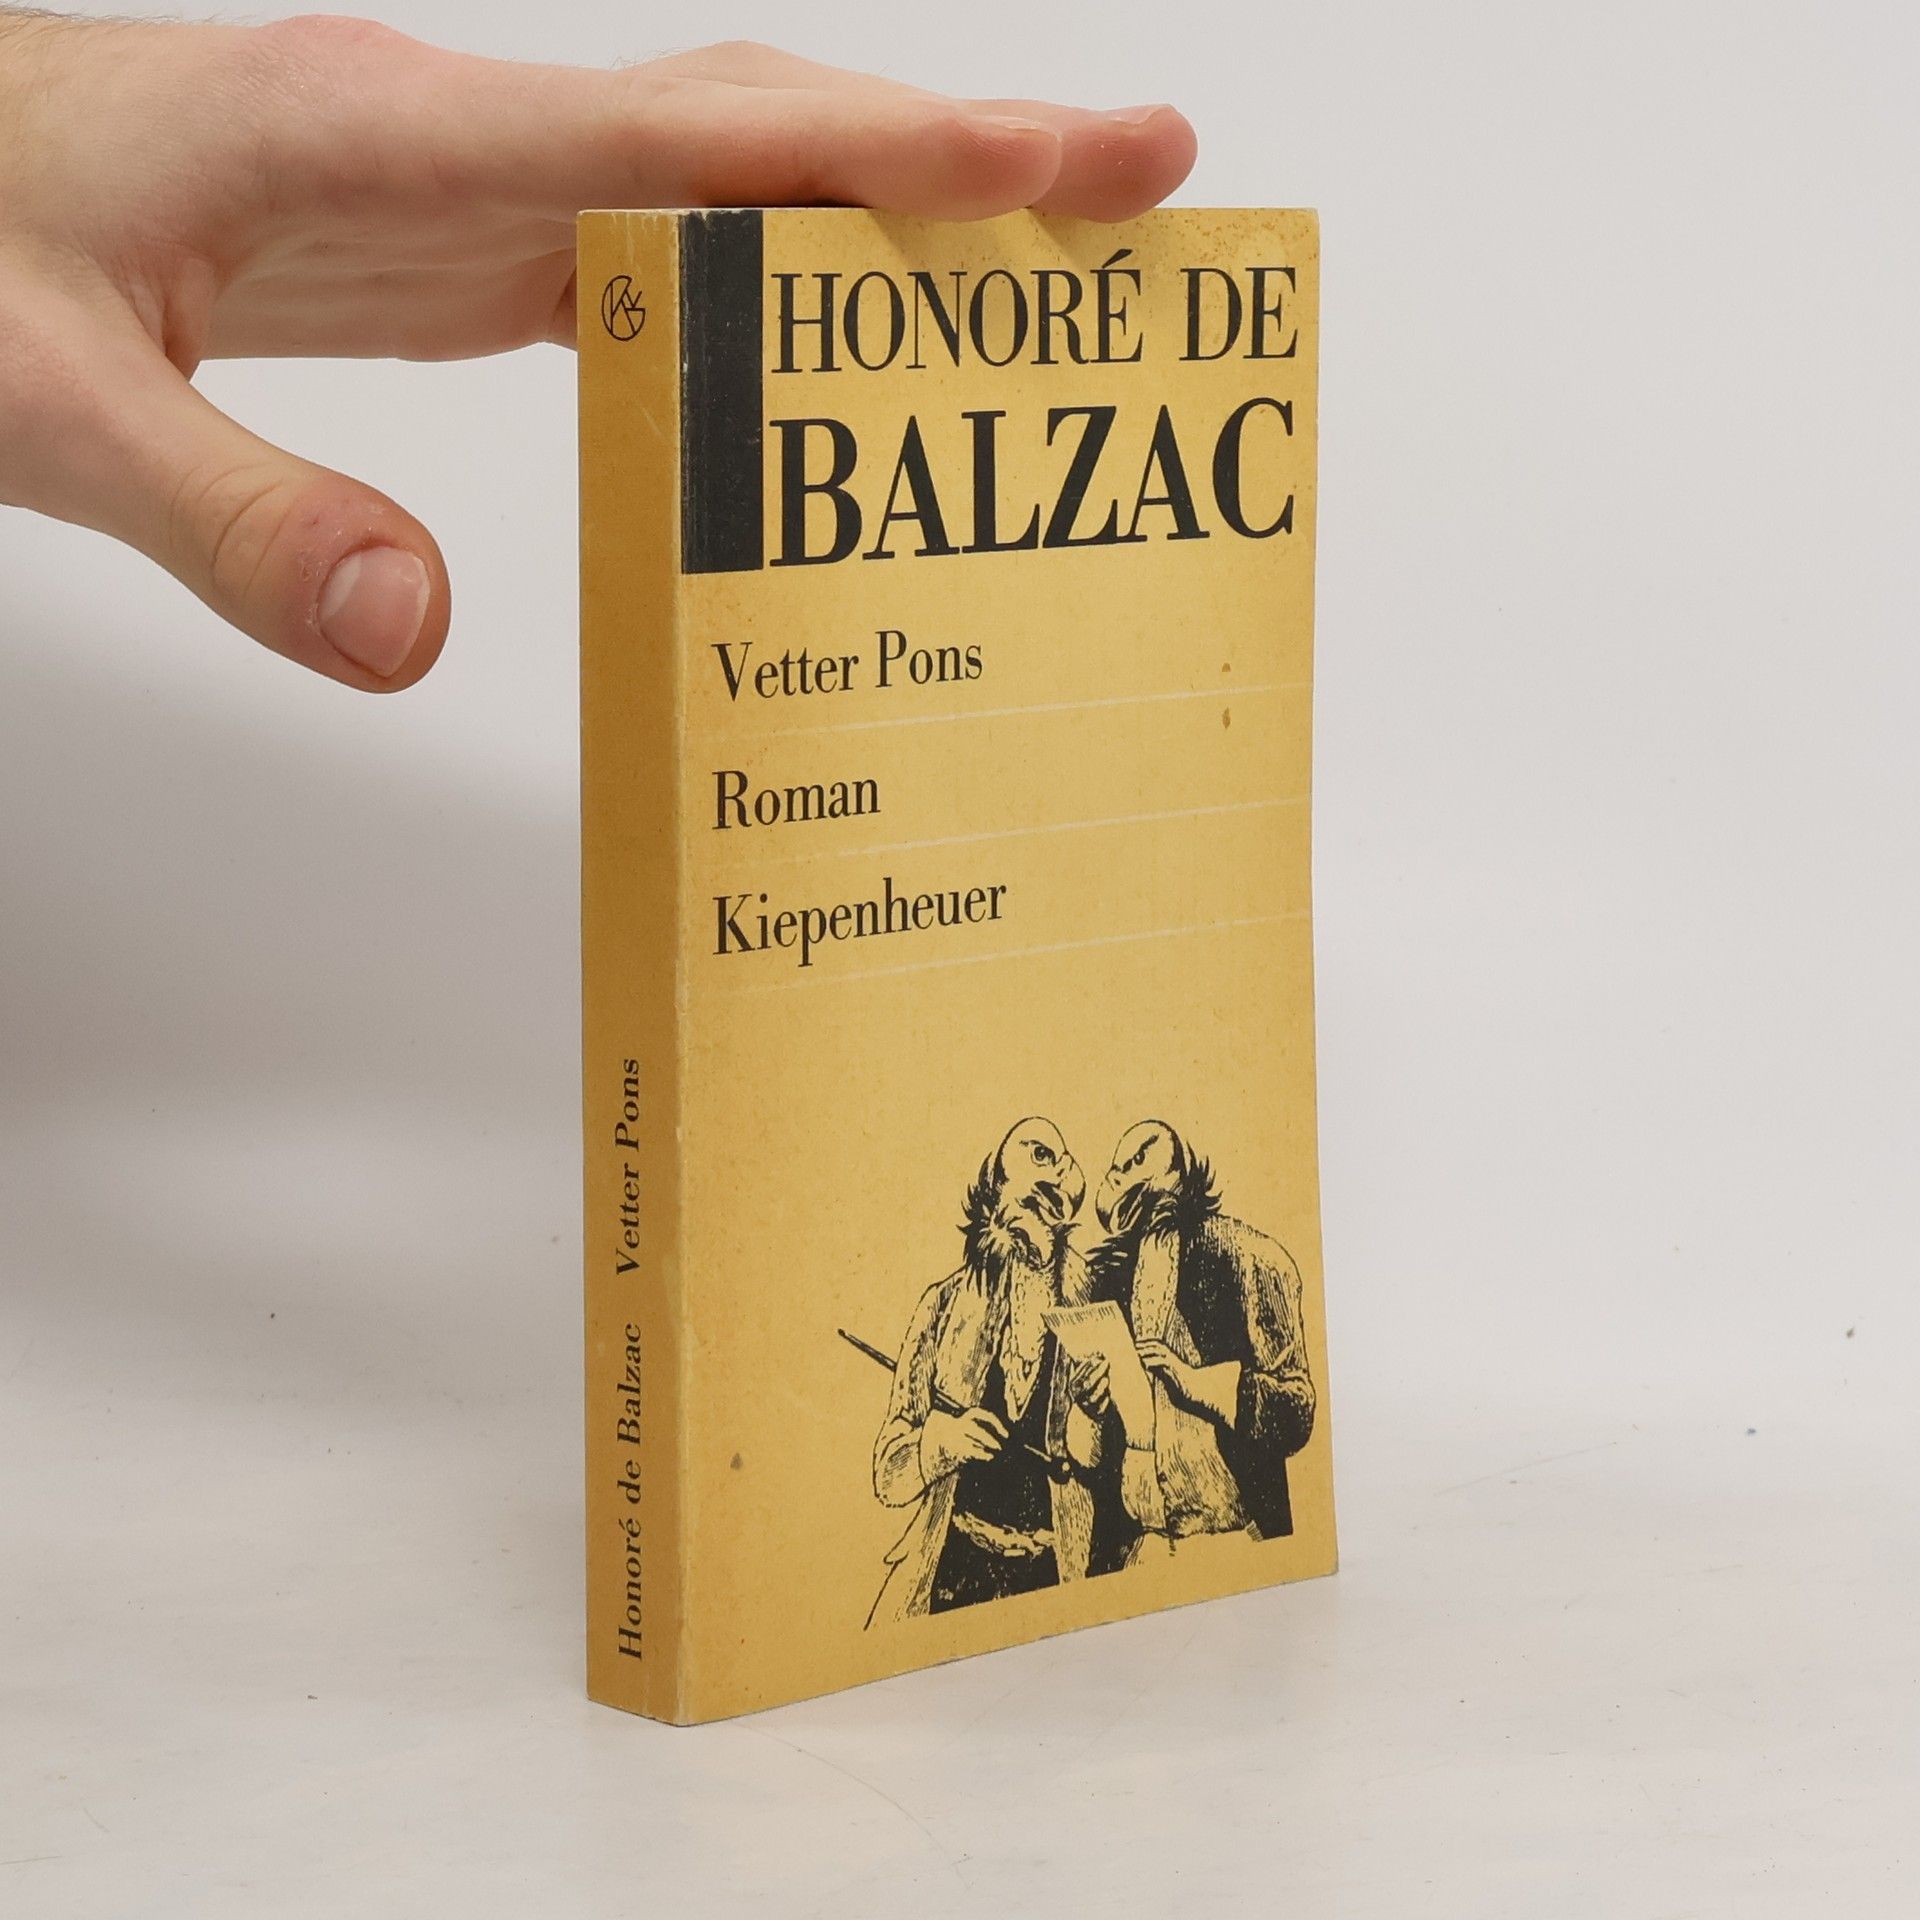 HONORÉ DE
BALZAC
Vetter Pons
Roman
Kiepenheuer
Honoré de Balzac Vetter Pons